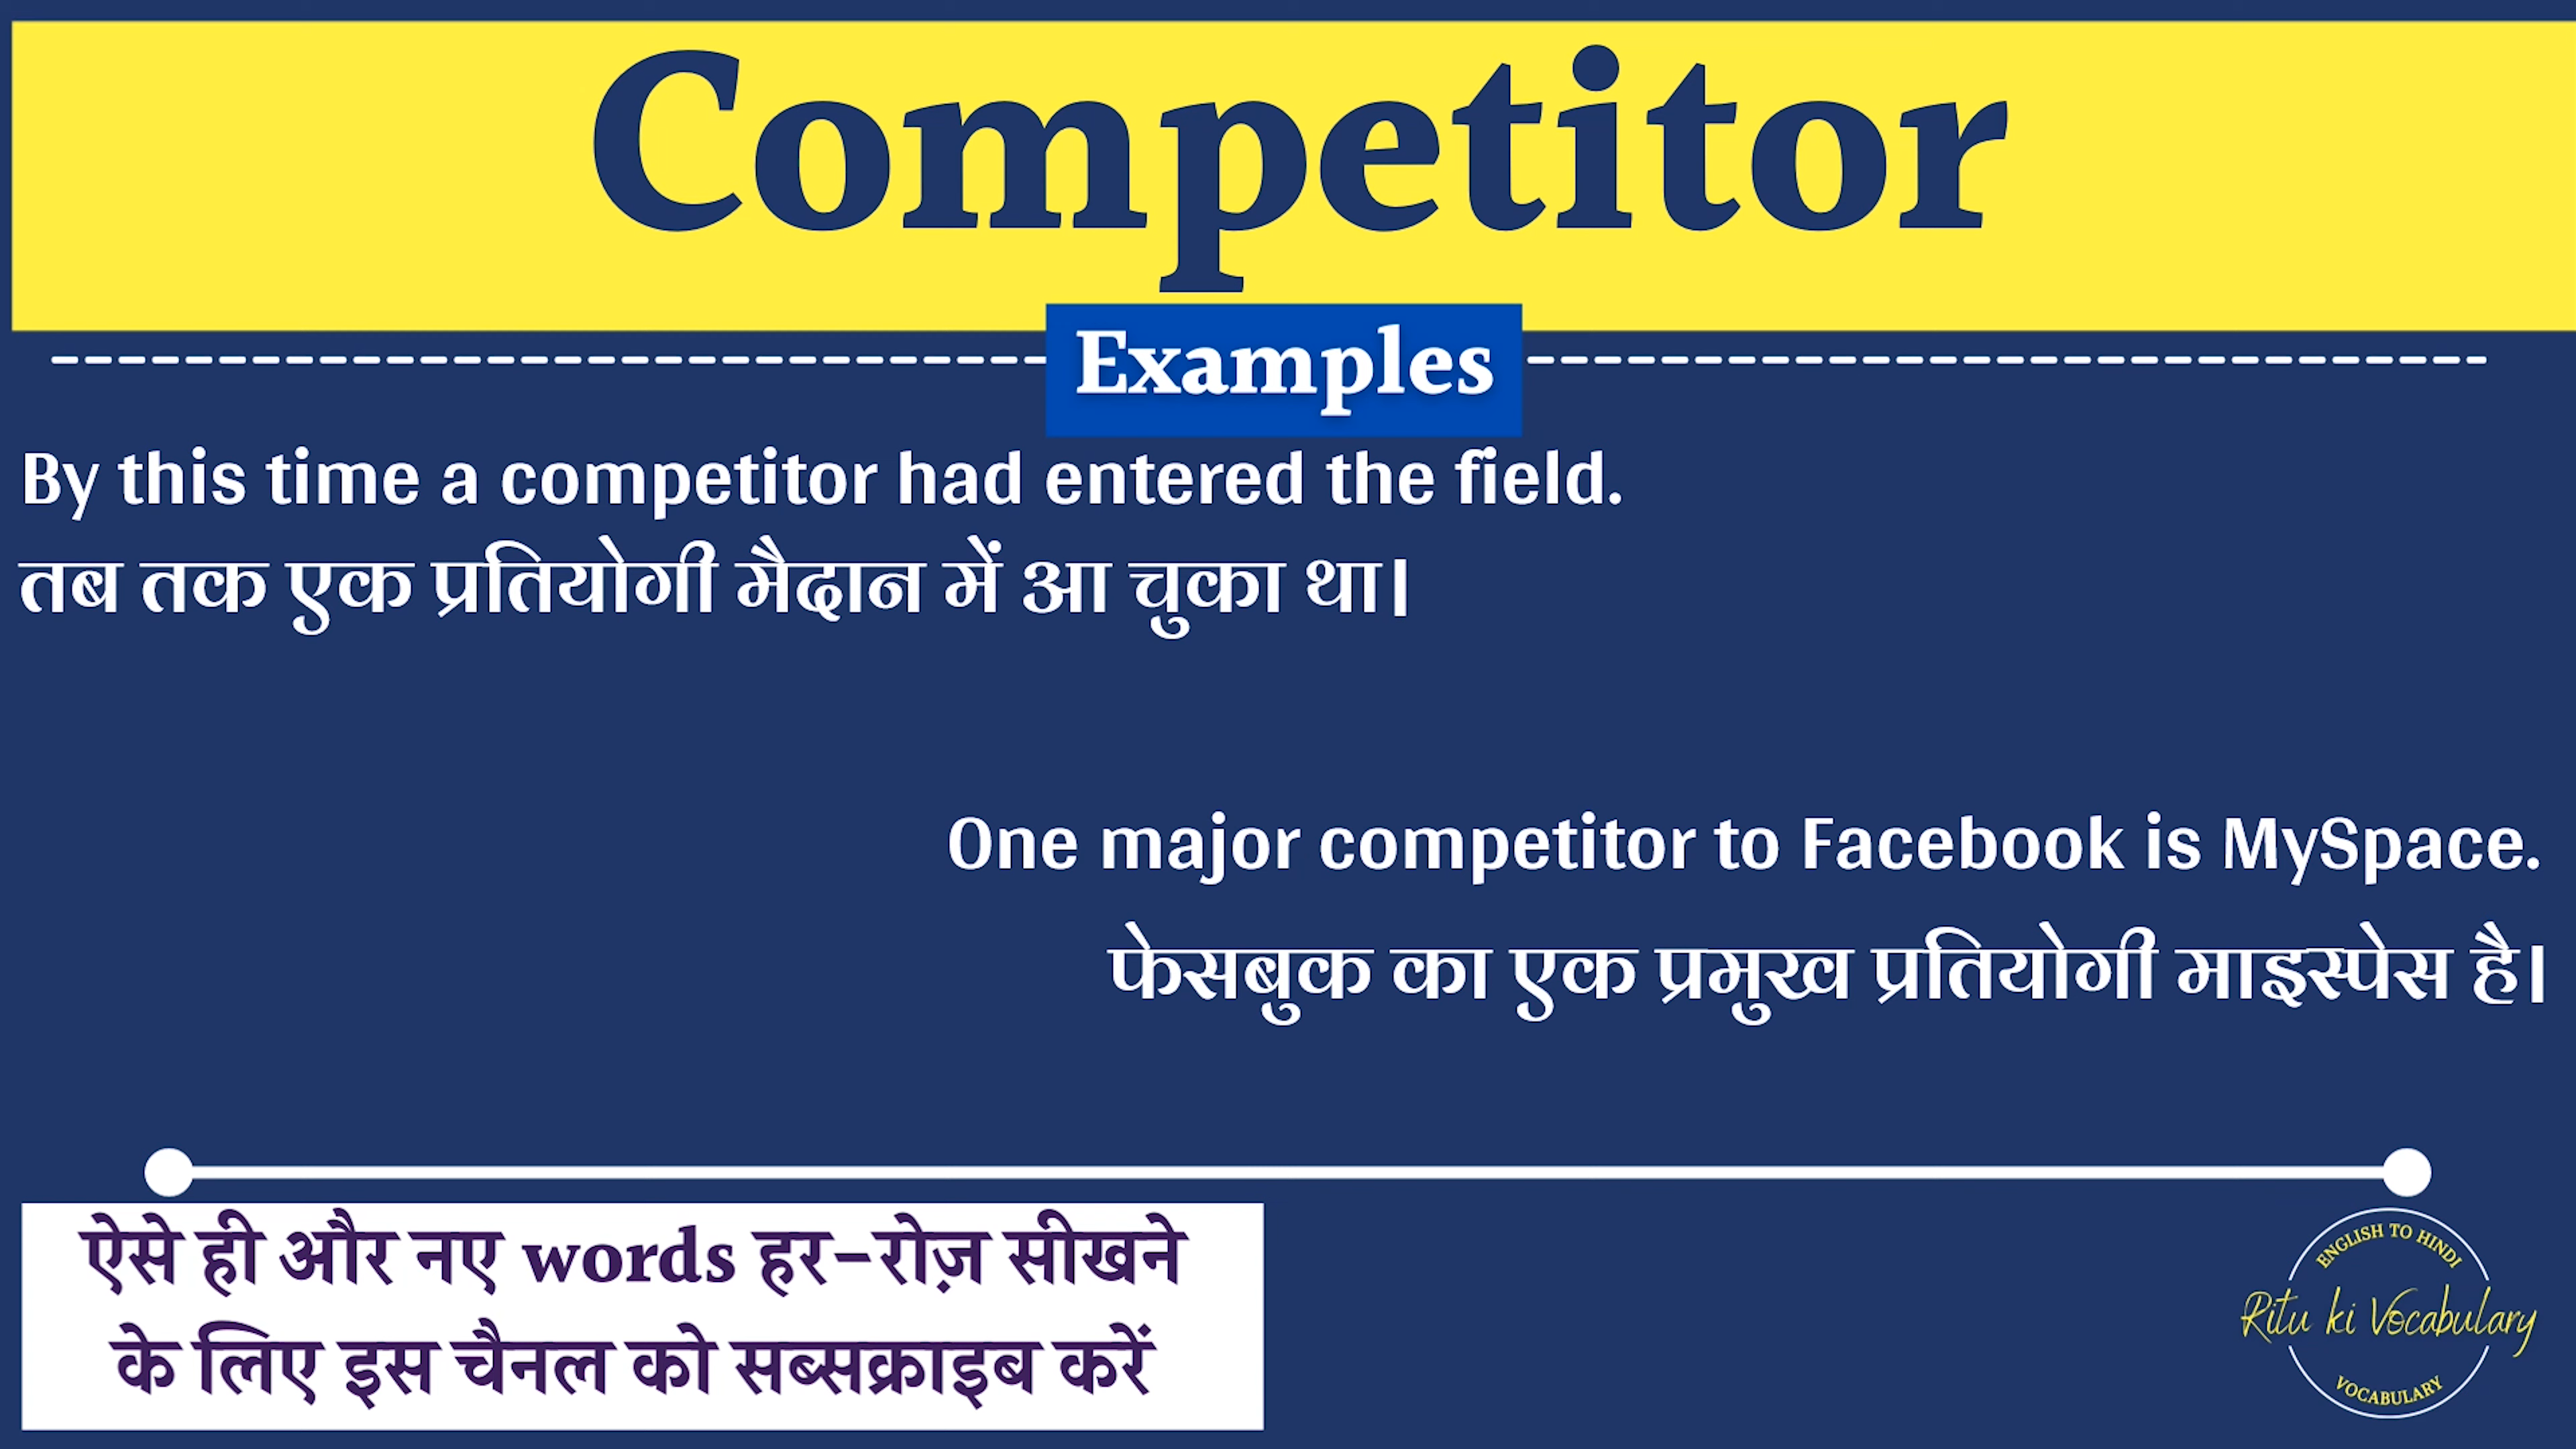 Competitor
Examples
By this time a competitor had entered the field.
तब तक एक प्रतियोगी मैदान में आ चुका था।
One major competitor to Facebook is MySpace.
फेसबुक का एक प्रमुख प्रतियोगी माइस्पेस है।
ऐसे ही और नए words हर-रोज़ सीखने
के लिए इस चैनल को सब्सक्राइब करें
ENGLISH TO HINDI
Ritu ki Vocabulary
VOCABULARY